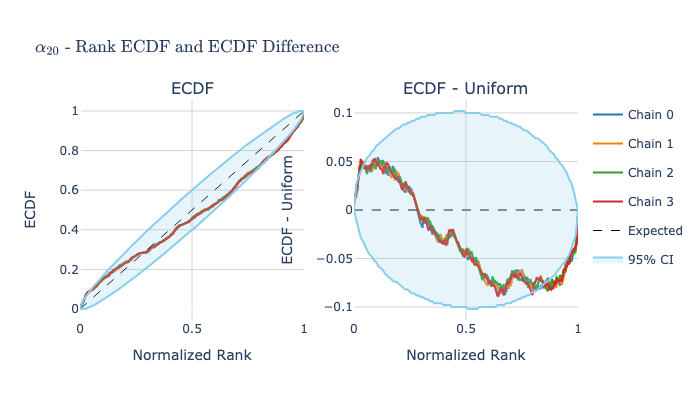 α20 - Rank ECDF and ECDF Difference
ECDF
ECDF - Uniform
ECDF
1
0.8
0.6
0.4
0.2
0
0
0.5
1
Normalized Rank
ECDF - Uniform
0.1
0.05
0
−0.05
−0.1
0
0.5
1
Normalized Rank
Chain 0
Chain 1
Chain 2
Chain 3
Expected
95% CI